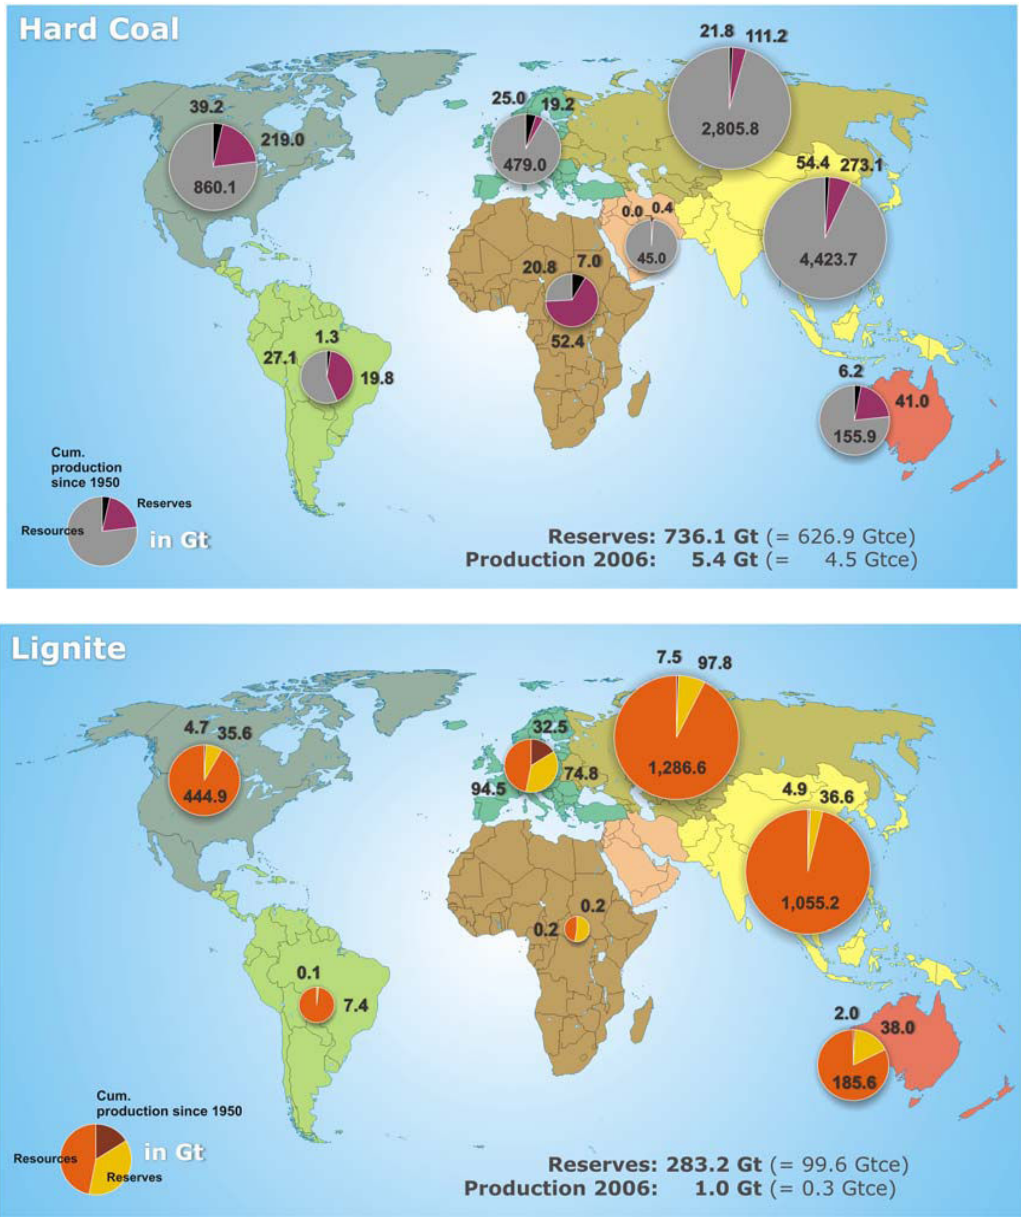 Hard Coal
21.8 111.2
39.2
25.0 19.2
219.0
2,805.8
54.4 273.1
479.0
860.1
0.0 0.4
45.0
4,423.7
20.8 7.0
1.3
52.4
27.1
19.8
6.2
41.0
155.9
Cum.
production
since 1950
Reserves
Resources
in Gt
Reserves: 736.1 Gt (= 626.9 Gtce)
Production 2006: 5.4 Gt (= 4.5 Gtce)
Lignite
7.5 97.8
4.7 35.6
32.5
1,286.6
74.8
444.9
94.5
4.9 36.6
1,055.2
0.2
0.2
0.1
7.4
2.0
38.0
185.6
Cum.
production since 1950
in Gt
Resources
Reserves
Reserves: 283.2 Gt (= 99.6 Gtce)
Production 2006: 1.0 Gt (= 0.3 Gtce)